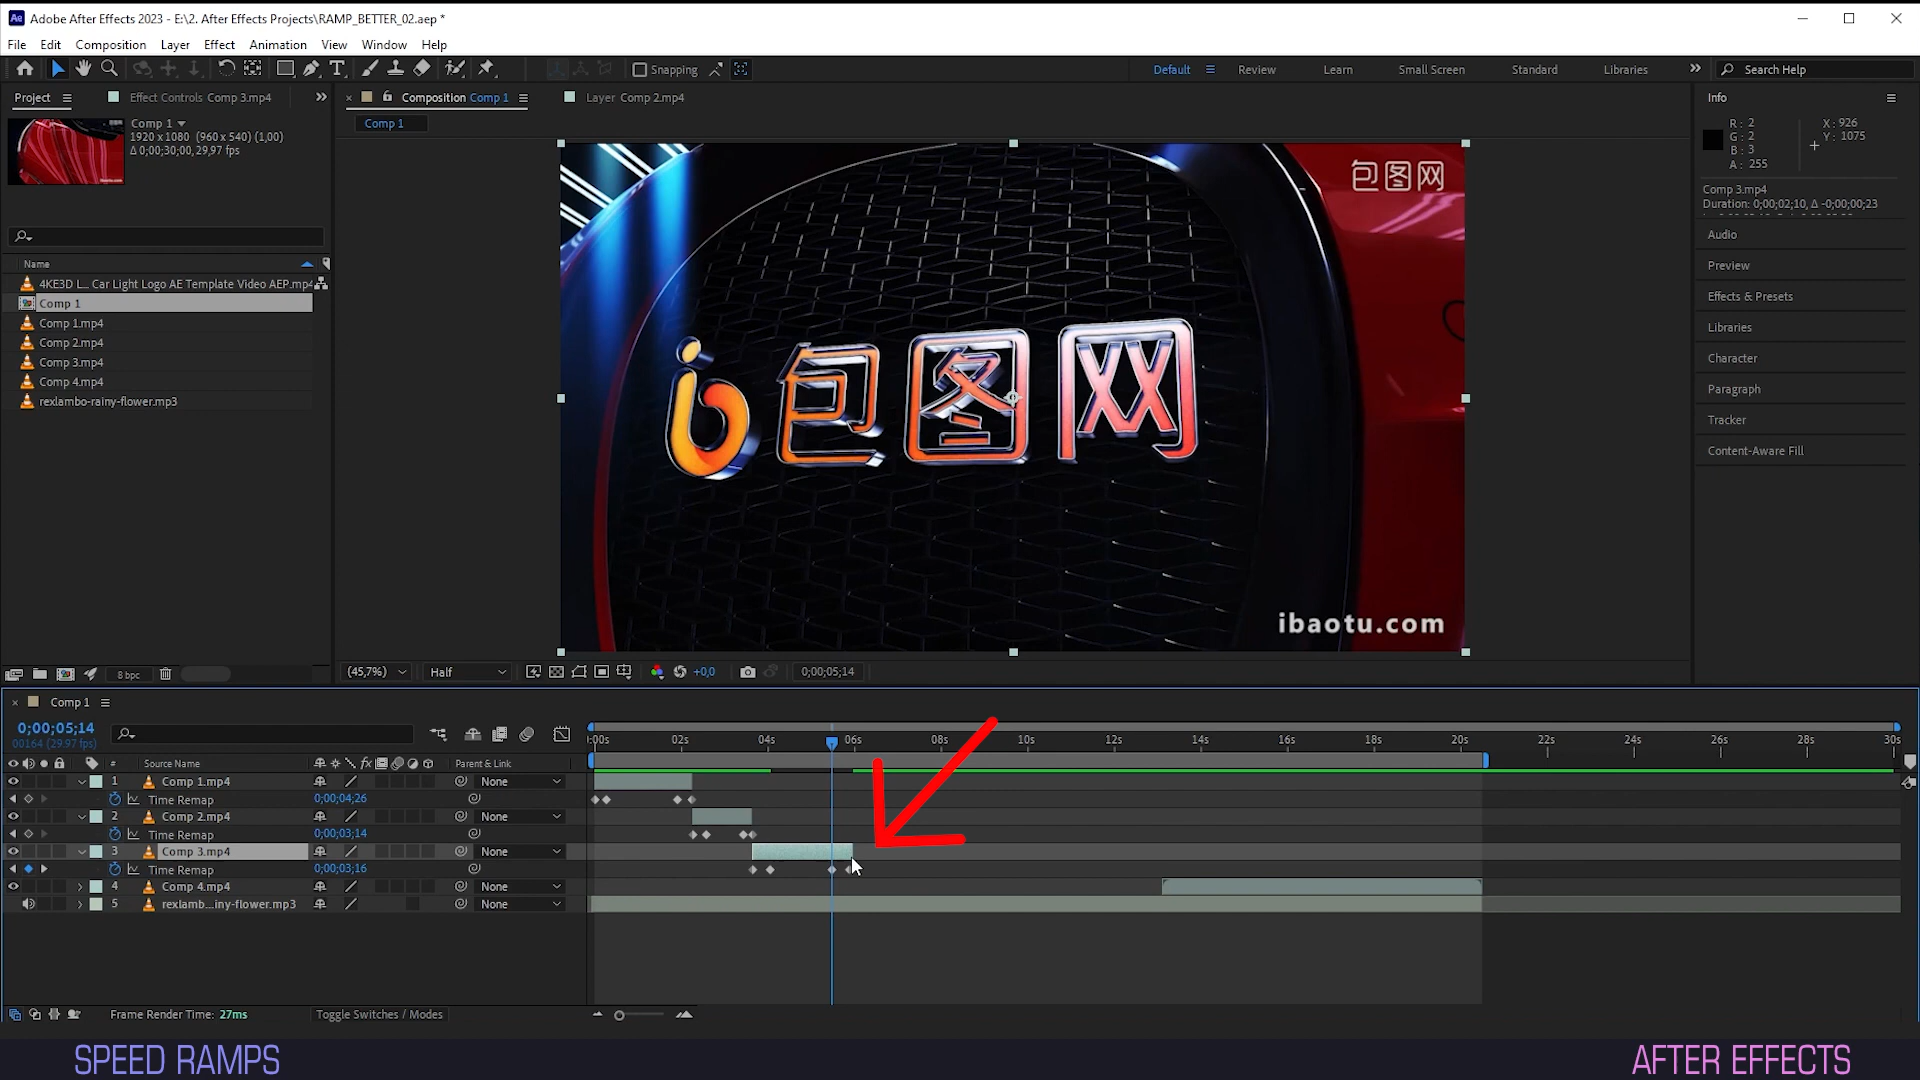 Adobe After Effects 2023 - E:\2. After Effects Projects\RAMP_BETTER_02.aep *
File Edit Composition Layer Effect Animation View Window Help
Snapping Default Review Learn Small Screen Standard Libraries Search Help
Project Effect Controls Comp 3.mp4 Composition Comp 1 Layer Comp 2.mp4 Info
Comp 1
Comp 1
1920 x 1080 (960 x 540) (1,00)
Δ 0;00;30;00, 29,97 fps
R : 2
G : 2
B : 3
A : 255
X : 926
Y : 1075
Comp 3.mp4
Duration: 0;00;02;10, Δ -0;00;00;23
Audio
Preview
Effects & Presets
Libraries
Character
Paragraph
Tracker
Content-Aware Fill
Name
4KE3D L... Car Light Logo AE Template Video AEP.mp4
Comp 1
Comp 1.mp4
Comp 2.mp4
Comp 3.mp4
Comp 4.mp4
rexlambo-rainy-flower.mp3
包图网
包图网
ibaotu.com
8 bpc
(45,7%) Half +0,0 0;00;05;14
Comp 1
0;00;05;14
00164 (29.97 fps)
:00s 02s 04s 06s 08s 10s 12s 14s 16s 18s 20s 22s 24s 26s 28s 30s
# Source Name fx Parent & Link
1 Comp 1.mp4 None
Time Remap 0;00;04;26
2 Comp 2.mp4 None
Time Remap 0;00;03;14
3 Comp 3.mp4 None
Time Remap 0;00;03;16
4 Comp 4.mp4 None
5 rexlamb...iny-flower.mp3 None
Frame Render Time: 27ms Toggle Switches / Modes
SPEED RAMPS
AFTER EFFECTS